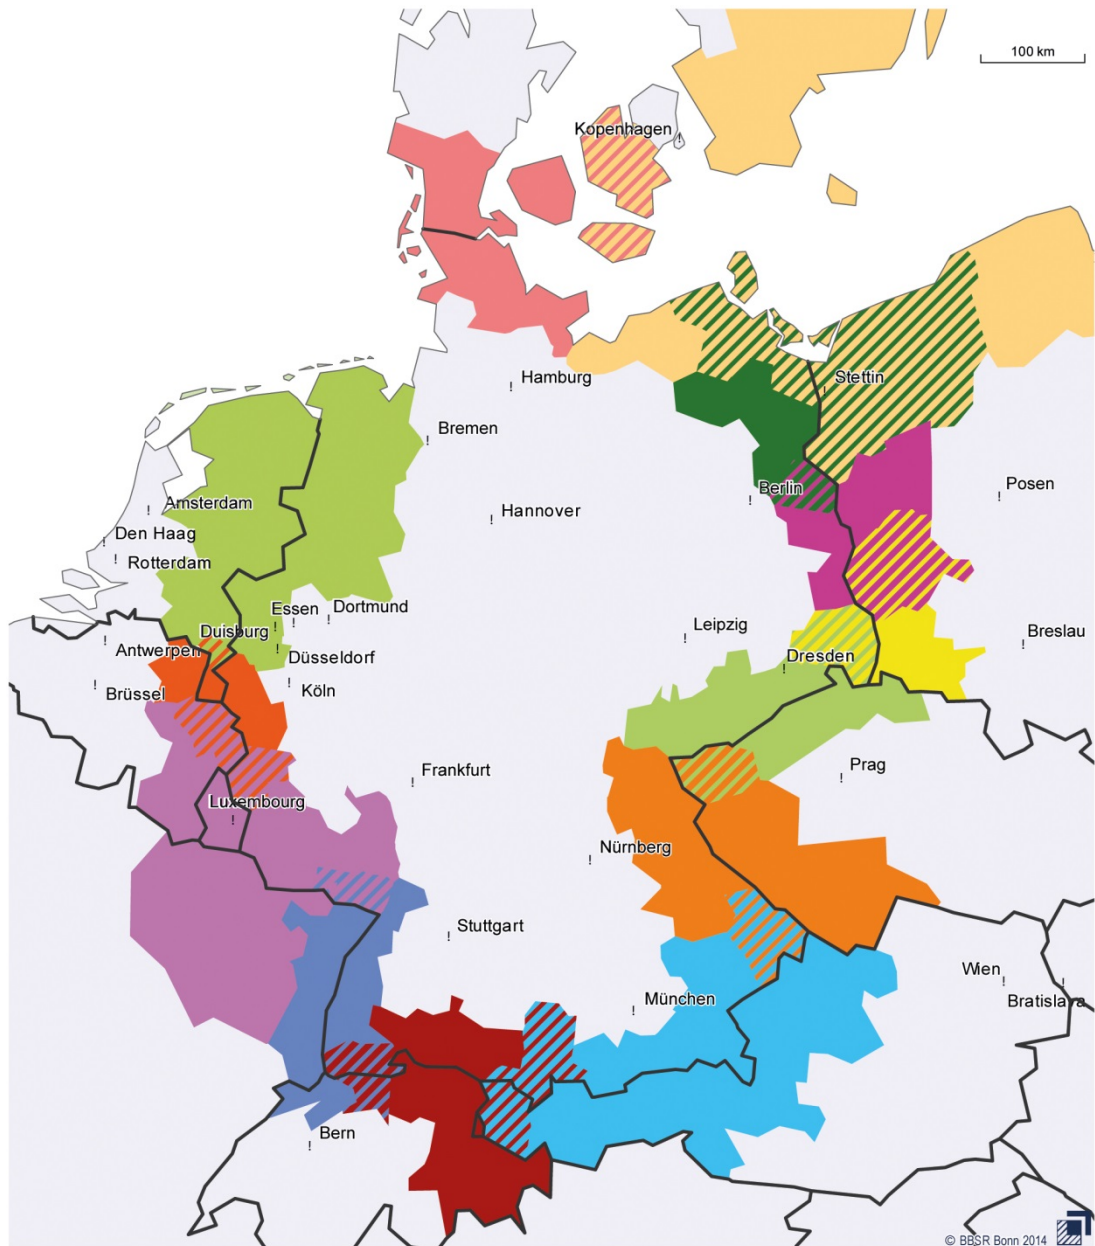 100 km
Kopenhagen
Hamburg
Stettin
Bremen
Berlin
Posen
Amsterdam
Hannover
Den Haag
Rotterdam
Essen
Dortmund
Duisburg
Leipzig
Breslau
Antwerpen
Düsseldorf
Dresden
Brüssel
Köln
Frankfurt
Prag
Luxembourg
Nürnberg
Stuttgart
Wien
München
Bratislava
Bern
© BBSR Bonn 2014